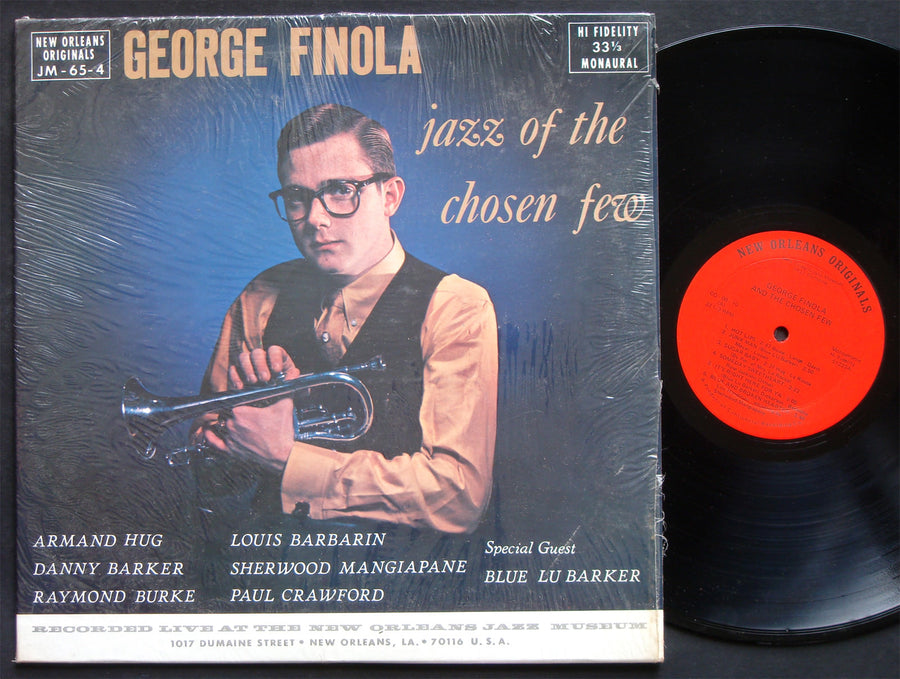 NEW ORLEANS
ORIGINALS
JM-65-4
GEORGE FINOLA
HI FIDELITY
33⅓
MONAURAL
jazz of the
chosen few
ARMAND HUG
DANNY BARKER
RAYMOND BURKE
LOUIS BARBARIN
SHERWOOD MANGIAPANE
PAUL CRAWFORD
Special Guest
BLUE LU BARKER
RECORDED LIVE AT THE NEW ORLEANS JAZZ MUSEUM
1017 DUMAINE STREET • NEW ORLEANS, LA. • 70116 U.S.A.
NEW ORLEANS ORIGINALS
GEORGE FINOLA
AND THE CHOSEN FEW